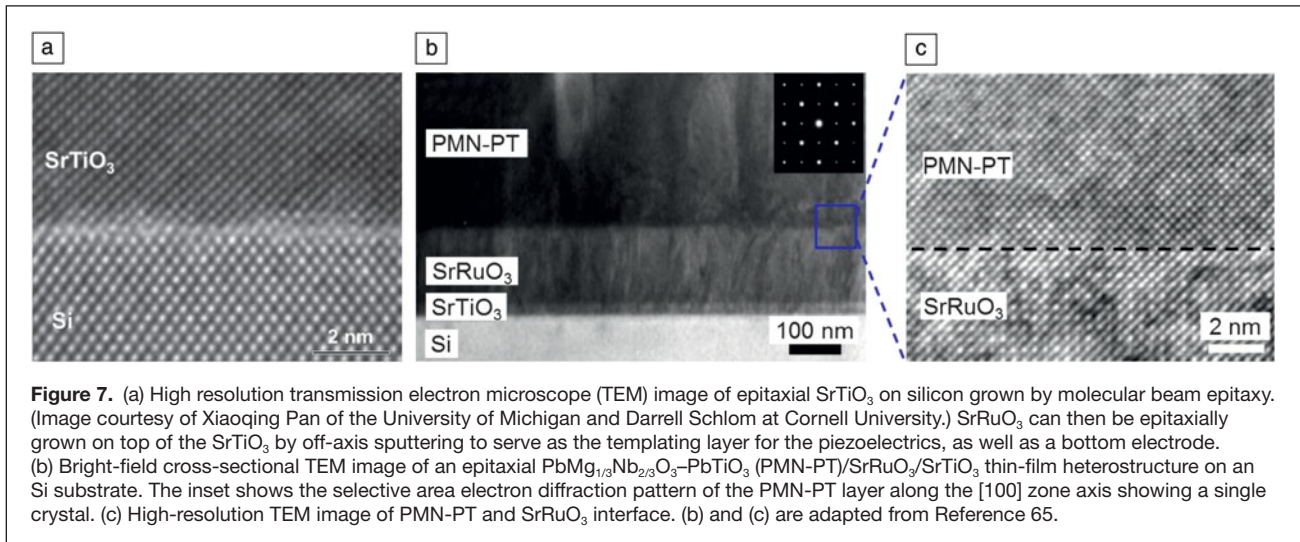 a
b
c
SrTiO₃
Si
2 nm
PMN-PT
SrRuO₃
SrTiO₃
Si
100 nm
PMN-PT
SrRuO₃
2 nm
Figure 7. (a) High resolution transmission electron microscope (TEM) image of epitaxial SrTiO₃ on silicon grown by molecular beam epitaxy.
(Image courtesy of Xiaoqing Pan of the University of Michigan and Darrell Schlom at Cornell University.) SrRuO₃ can then be epitaxially
grown on top of the SrTiO₃ by off-axis sputtering to serve as the templating layer for the piezoelectrics, as well as a bottom electrode.
(b) Bright-field cross-sectional TEM image of an epitaxial PbMg₁/₃Nb₂/₃O₃–PbTiO₃ (PMN-PT)/SrRuO₃/SrTiO₃ thin-film heterostructure on an
Si substrate. The inset shows the selective area electron diffraction pattern of the PMN-PT layer along the [100] zone axis showing a single
crystal. (c) High-resolution TEM image of PMN-PT and SrRuO₃ interface. (b) and (c) are adapted from Reference 65.